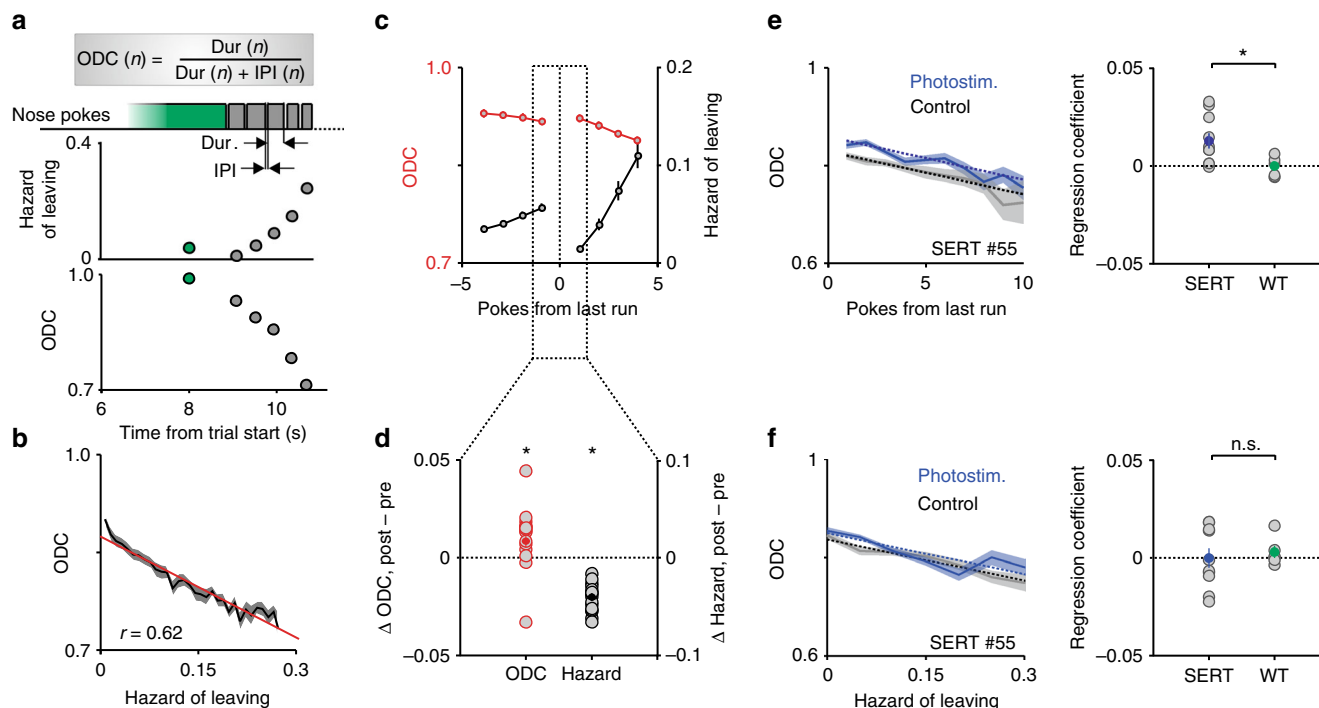 a
ODC (n) = Dur (n) / Dur (n) + IPI (n)
Nose pokes
Dur.
IPI
0.4
Hazard
of leaving
0
1.0
ODC
0.7
6 8 10
Time from trial start (s)
b
1.0
ODC
r = 0.62
0.7
0 0.15 0.3
Hazard of leaving
c
1.0 0.2
ODC
0.1
Hazard of leaving
0.7 0
−5 0 5
Pokes from last run
d
0.05 0.1
* *
Δ ODC, post – pre
0 0
Δ Hazard, post – pre
−0.05 −0.1
ODC Hazard
e
1
Photostim.
Control
ODC
SERT #55
0.6
0 5 10
Pokes from last run
0.05
*
Regression coefficient
0
−0.05
SERT WT
f
1
Photostim.
Control
ODC
SERT #55
0.6
0 0.15 0.3
Hazard of leaving
0.05
n.s.
Regression coefficient
0
−0.05
SERT WT